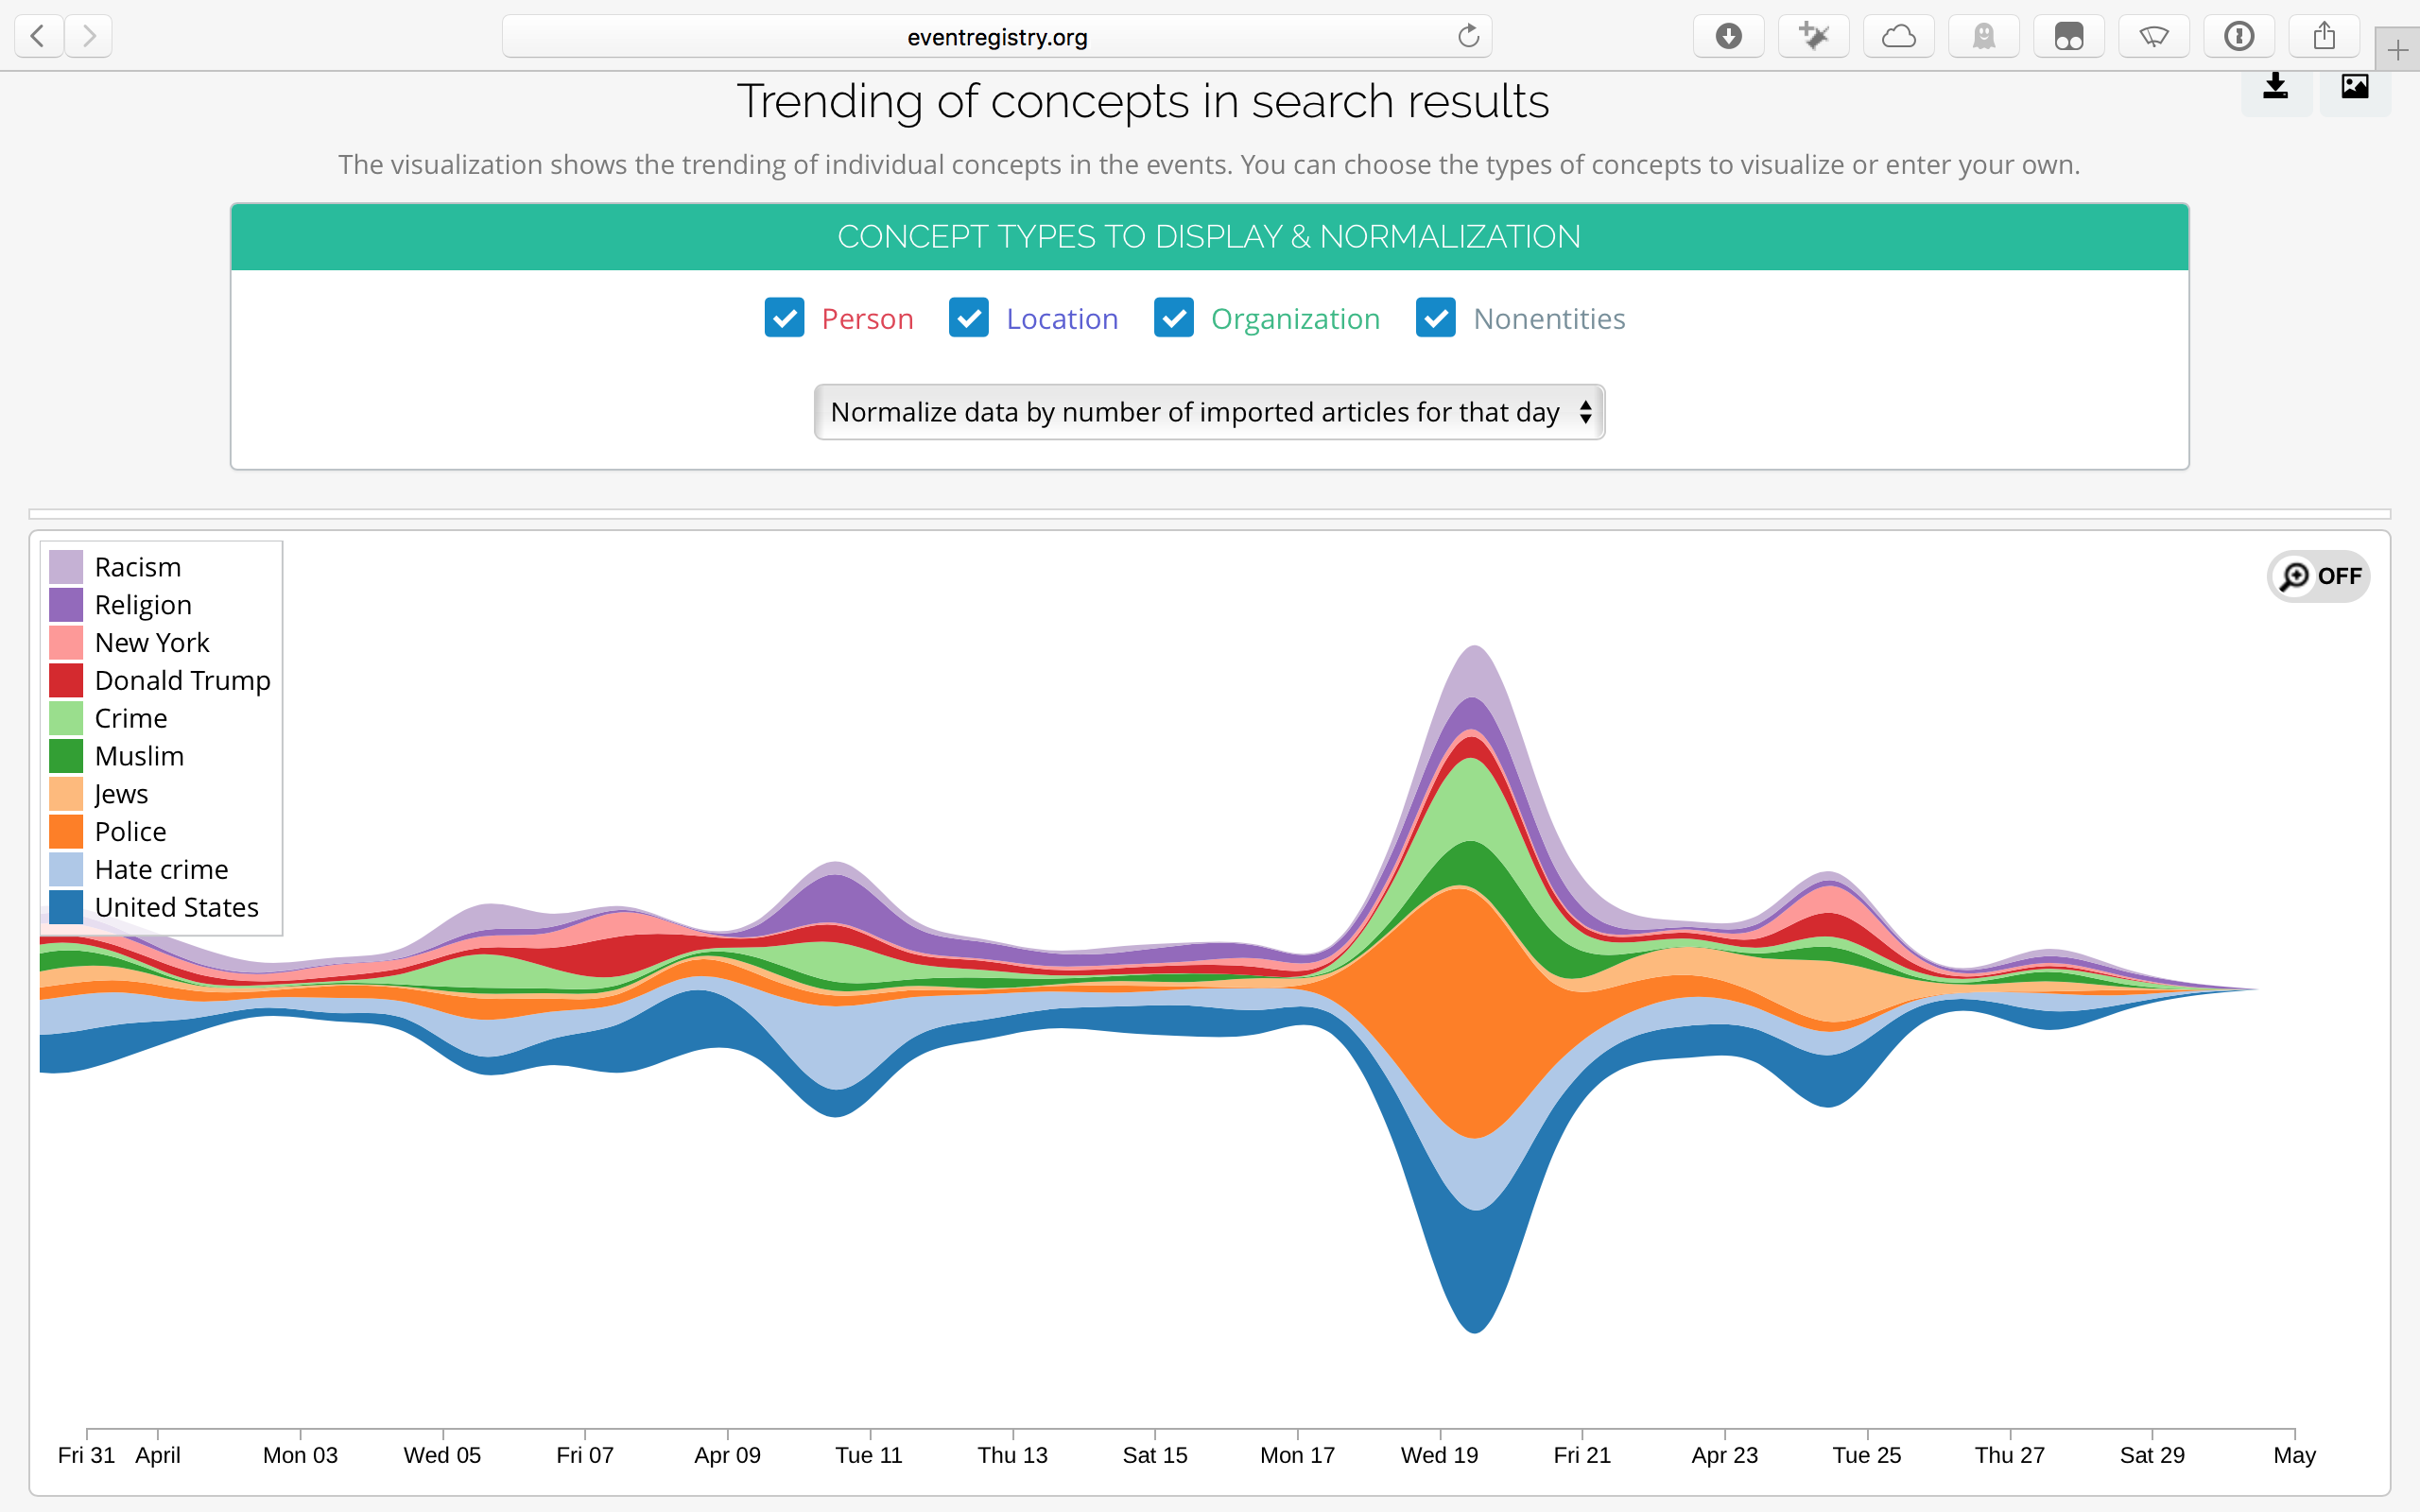 eventregistry.org
Trending of concepts in search results
The visualization shows the trending of individual concepts in the events. You can choose the types of concepts to visualize or enter your own.
CONCEPT TYPES TO DISPLAY & NORMALIZATION
Person Location Organization Nonentities
Normalize data by number of imported articles for that day
Racism
Religion
New York
Donald Trump
Crime
Muslim
Jews
Police
Hate crime
United States
OFF
Fri 31 April Mon 03 Wed 05 Fri 07 Apr 09 Tue 11 Thu 13 Sat 15 Mon 17 Wed 19 Fri 21 Apr 23 Tue 25 Thu 27 Sat 29 May